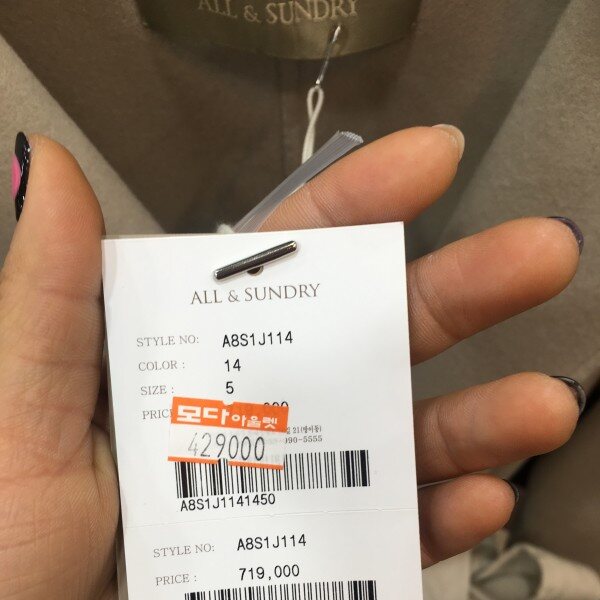 ALL & SUNDRY
ALL & SUNDRY
STYLE NO: A8S1J114
COLOR : 14
SIZE : 5
모다아울렛
429000
-5555
A8S1J1141450
STYLE NO: A8S1J114
PRICE : 719,000